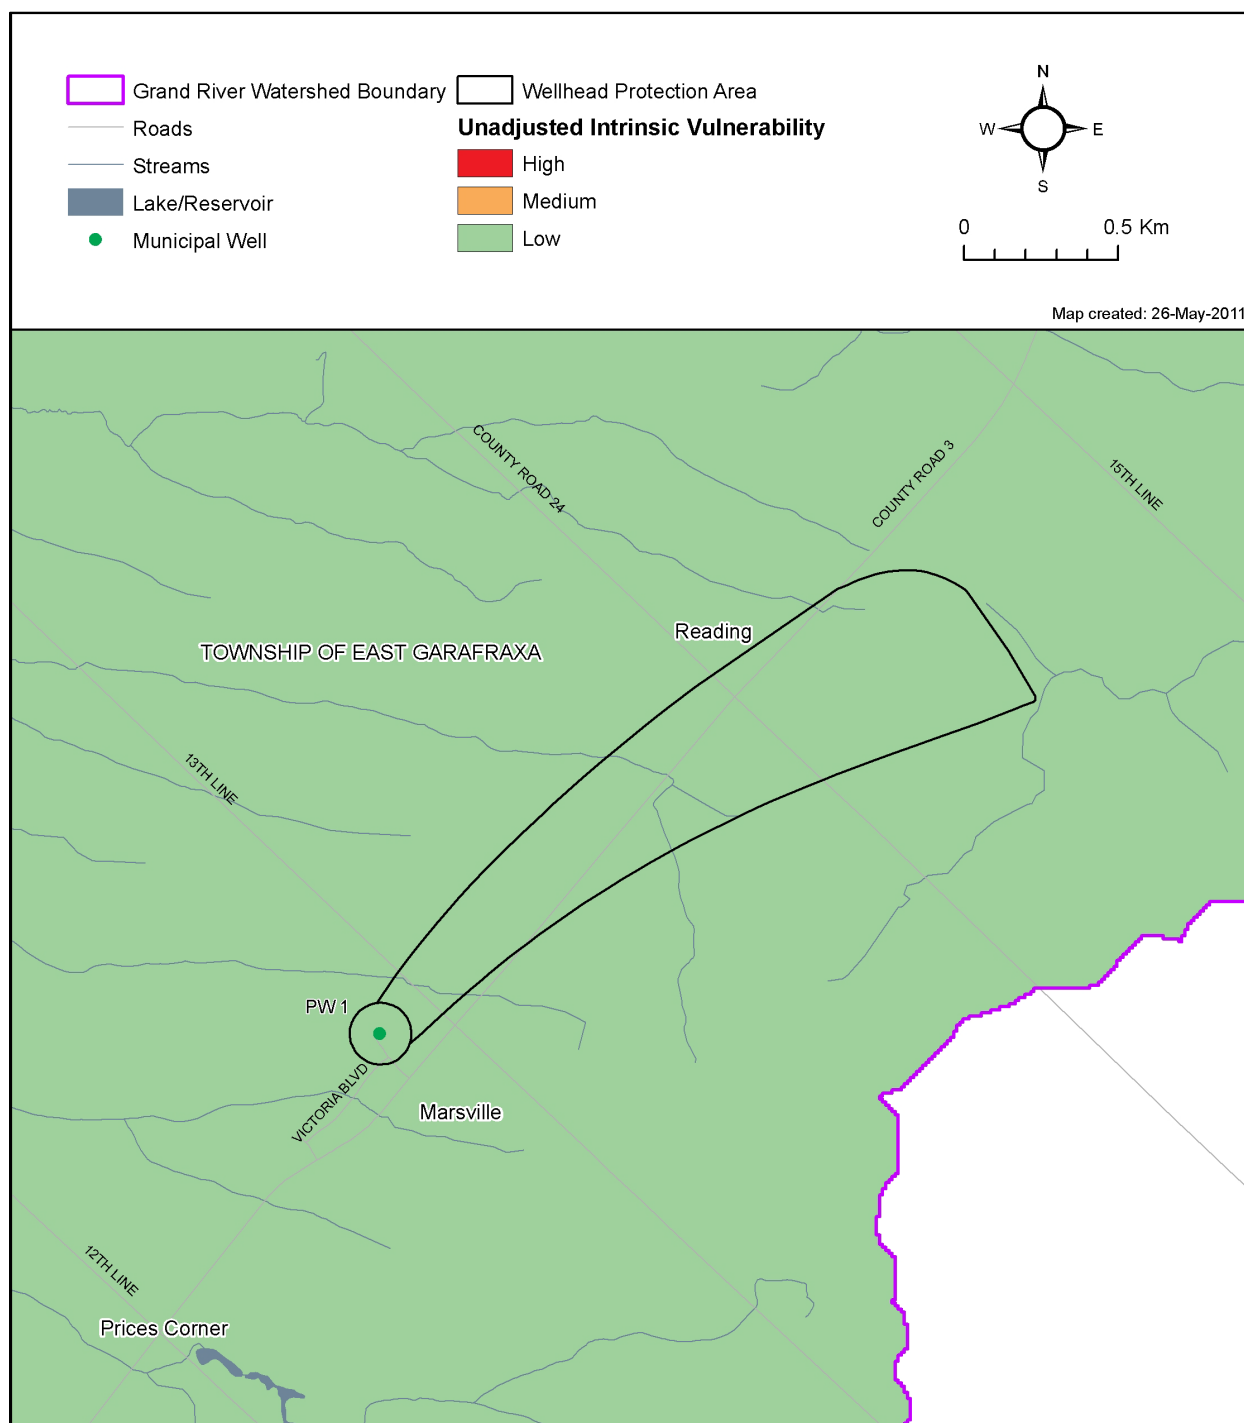 Grand River Watershed Boundary
Roads
Streams
Lake/Reservoir
Municipal Well
Wellhead Protection Area
Unadjusted Intrinsic Vulnerability
High
Medium
Low
N
W E
S
0 0.5 Km
Map created: 26-May-2011
COUNTY ROAD 24
COUNTY ROAD 3
15TH LINE
Reading
TOWNSHIP OF EAST GARAFRAXA
13TH LINE
PW 1
VICTORIA BLVD
Marsville
12TH LINE
Prices Corner